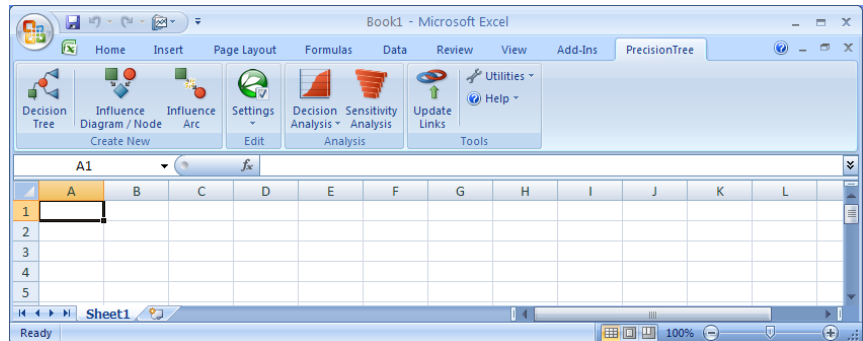 Book1 - Microsoft Excel
Home Insert Page Layout Formulas Data Review View Add-Ins PrecisionTree
Decision Tree
Influence Diagram / Node
Influence Arc
Create New
Settings
Edit
Decision Analysis
Sensitivity Analysis
Analysis
Update Links
Utilities
Help
Tools
A1 fx
A B C D E F G H I J K L
1
2
3
4
5
Sheet1
Ready 100%